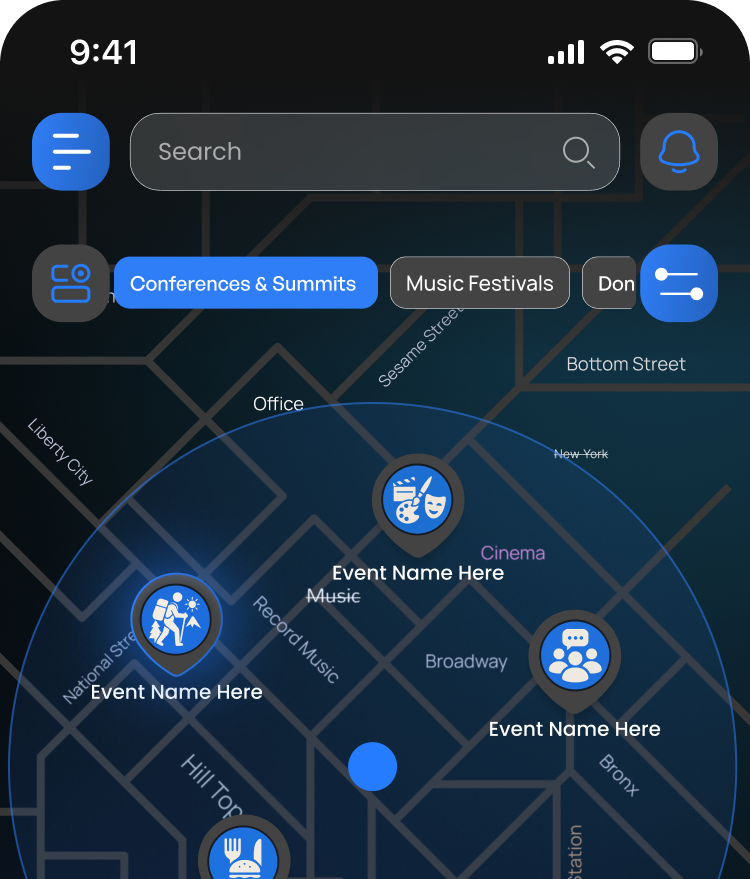 9:41
Search
Conferences & Summits
Music Festivals
Don
Sesame Street
Bottom Street
Office
Liberty City
New York
Cinema
Event Name Here
Music
Record Music
National Stre
Broadway
Event Name Here
Event Name Here
Hill Top
Bronx
Station